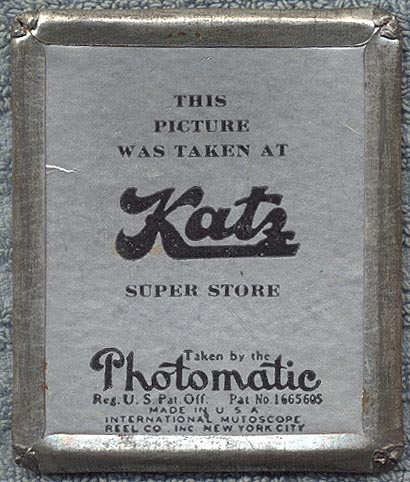 THIS
PICTURE
WAS TAKEN AT
Katz
SUPER STORE
Taken by the
Photomatic
Reg. U. S. Pat. Off. Pat No. 1665605
MADE IN U S A
INTERNATIONAL MUTOSCOPE
REEL CO. INC NEW YORK CITY